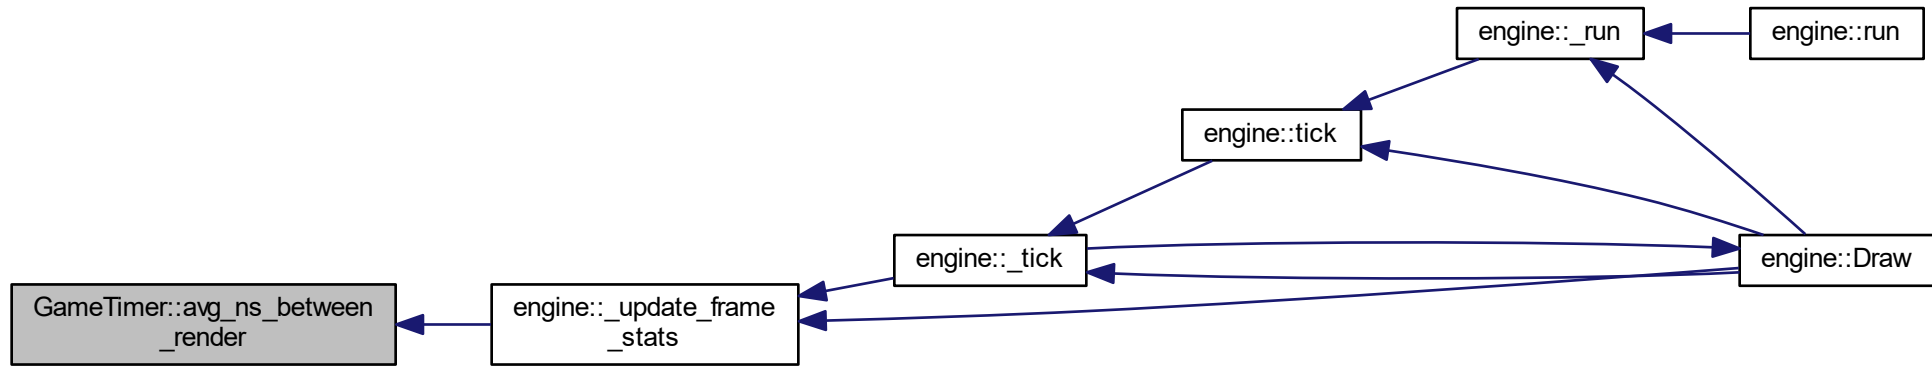 engine::_run
engine::run
engine::tick
engine::_tick
engine::Draw
GameTimer::avg_ns_between
_render
engine::_update_frame
_stats